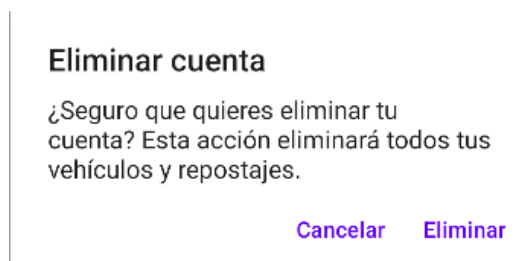 Eliminar cuenta
¿Seguro que quieres eliminar tu
cuenta? Esta acción eliminará todos tus
vehículos y repostajes.
Cancelar Eliminar